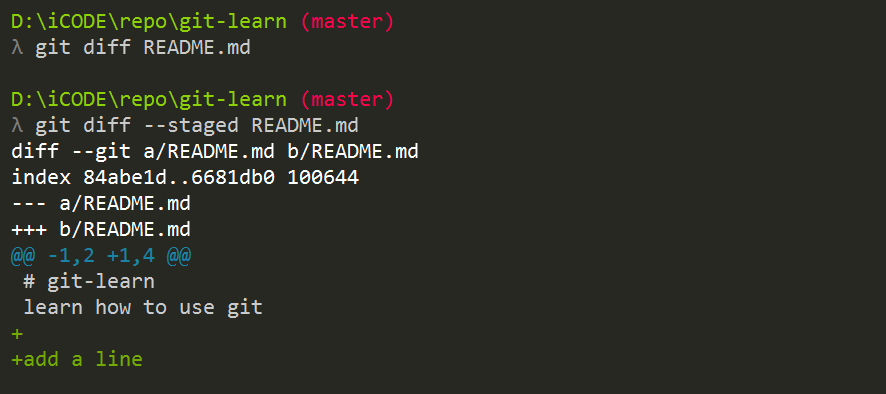 D:\iCODE\repo\git-learn (master)
λ git diff README.md
D:\iCODE\repo\git-learn (master)
λ git diff --staged README.md
diff --git a/README.md b/README.md
index 84abe1d..6681db0 100644
--- a/README.md
+++ b/README.md
@@ -1,2 +1,4 @@
 # git-learn
 learn how to use git
+
+add a line